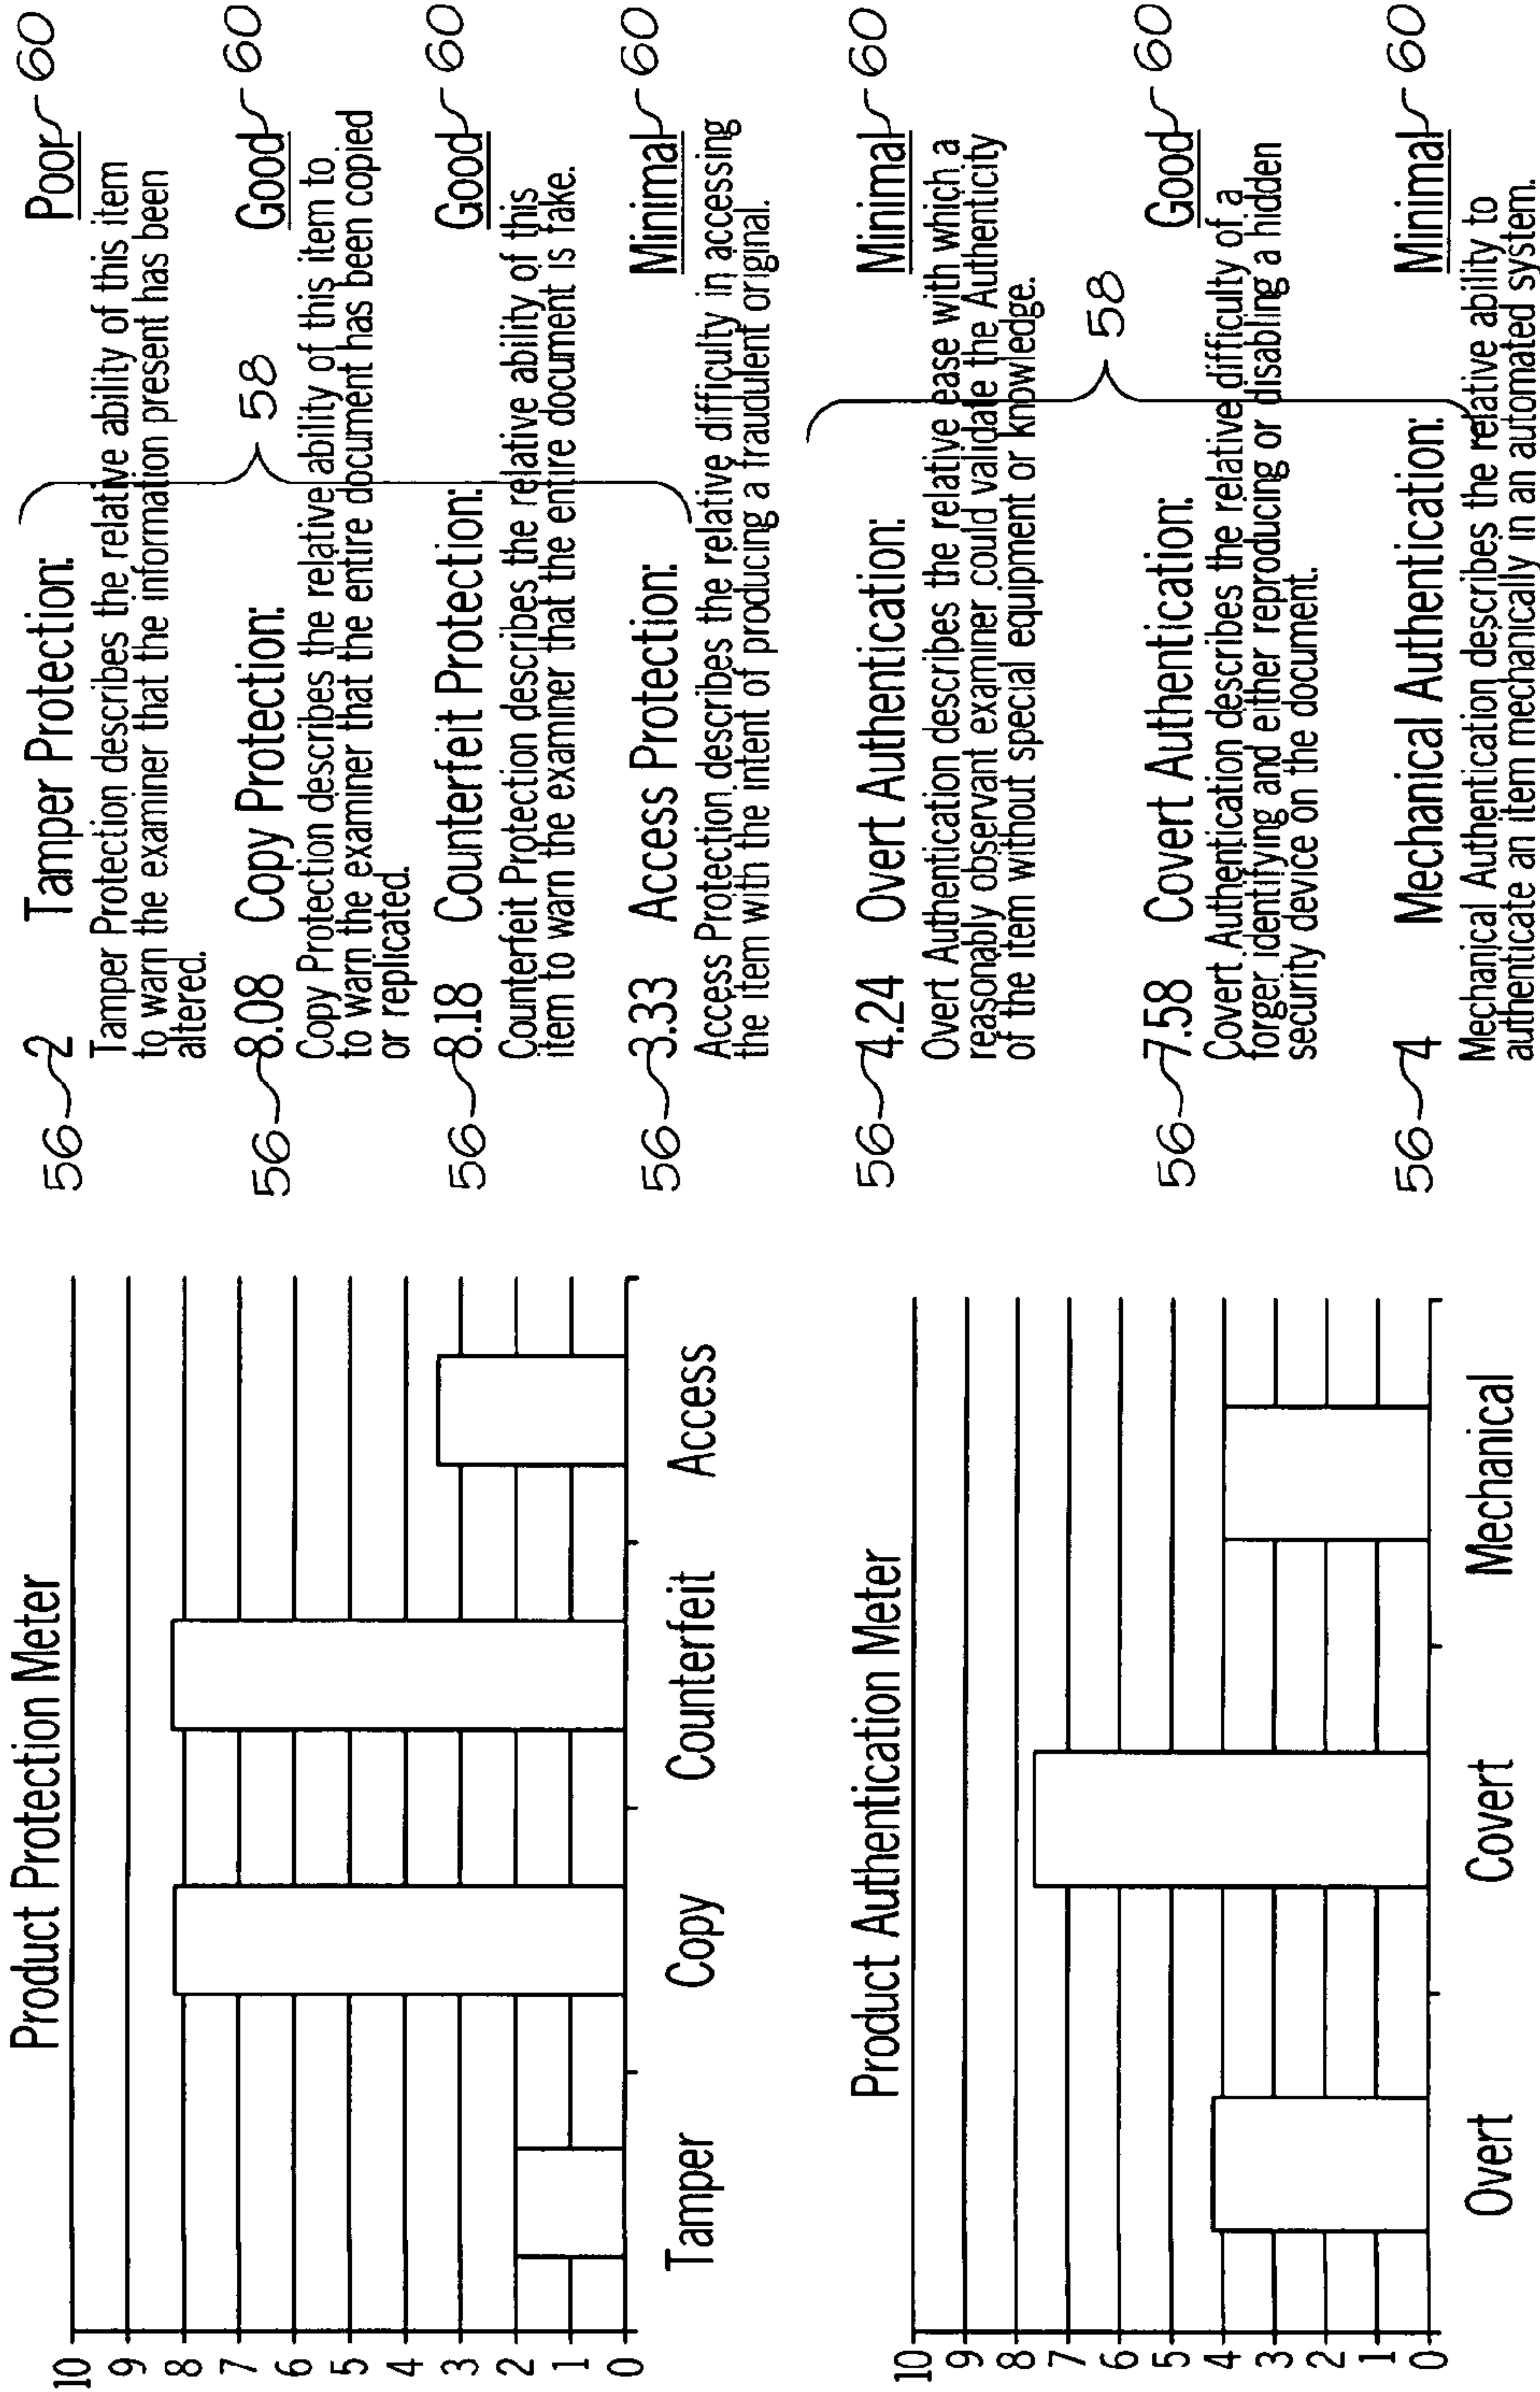 Product Protection Meter
10
9
8
7
6
5
4
3
2
1
0
Tamper Copy Counterfeit Access
56 2 Tamper Protection: Poor 60
Tamper Protection describes the relative ability of this item
to warn the examiner that the information present has been
altered.
58
56 8.08 Copy Protection: Good 60
Copy Protection describes the relative ability of this item to
to warn the examiner that the entire document has been copied
or replicated.
56 8.18 Counterfeit Protection: Good 60
Counterfeit Protection describes the relative ability of this
item to warn the examiner that the entire document is fake.
56 3.33 Access Protection: Minimal 60
Access Protection describes the relative difficulty in accessing
the item with the intent of producing a fraudulent original.
Product Authentication Meter
10
9
8
7
6
5
4
3
2
1
0
Overt Covert Mechanical
56 4.24 Overt Authentication: Minimal 60
Overt Authentication describes the relative ease with which a
reasonably observant examiner could validate the Authenticity
of the item without special equipment or knowledge.
58
56 7.58 Covert Authentication: Good 60
Covert Authentication describes the relative difficulty of a
forger identifying and either reproducing or disabling a hidden
security device on the document.
56 4 Mechanical Authentication: Minimal 60
Mechanical Authentication describes the relative ability to
authenticate an item mechanically in an automated system.